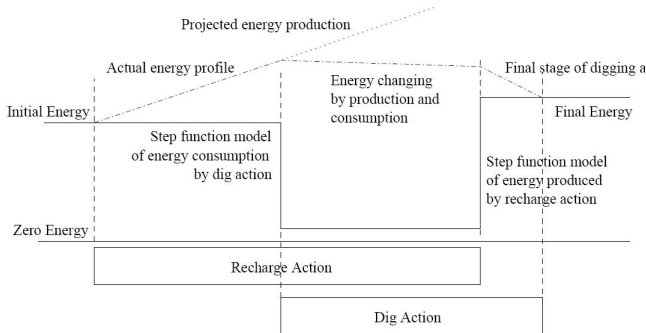 Projected energy production
Actual energy profile
Final stage of digging a
Energy changing
by production and
consumption
Initial Energy
Final Energy
Step function model
of energy consumption
by dig action
Step function model
of energy produced
by recharge action
Zero Energy
Recharge Action
Dig Action